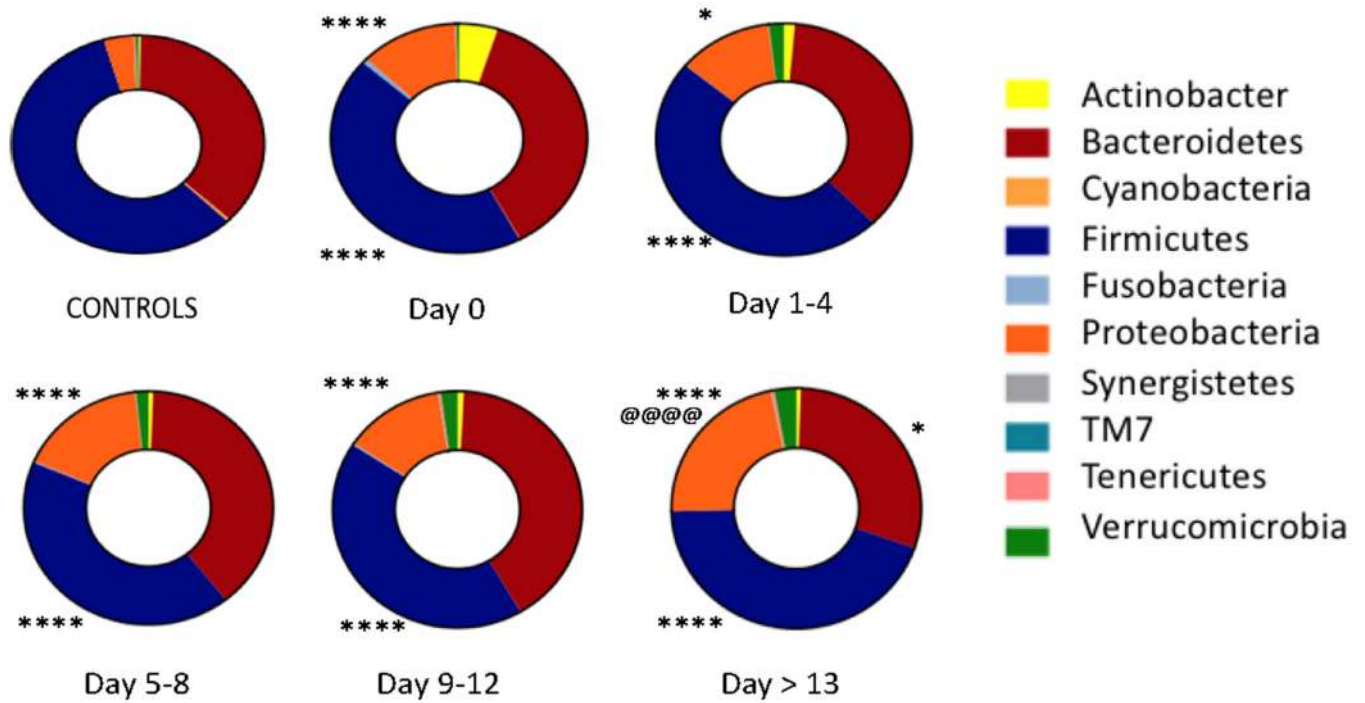 **** *
**** ****
CONTROLS Day 0 Day 1-4
**** **** ****
@@@@ *
**** **** ****
Day 5-8 Day 9-12 Day > 13
Actinobacter
Bacteroidetes
Cyanobacteria
Firmicutes
Fusobacteria
Proteobacteria
Synergistetes
TM7
Tenericutes
Verrucomicrobia